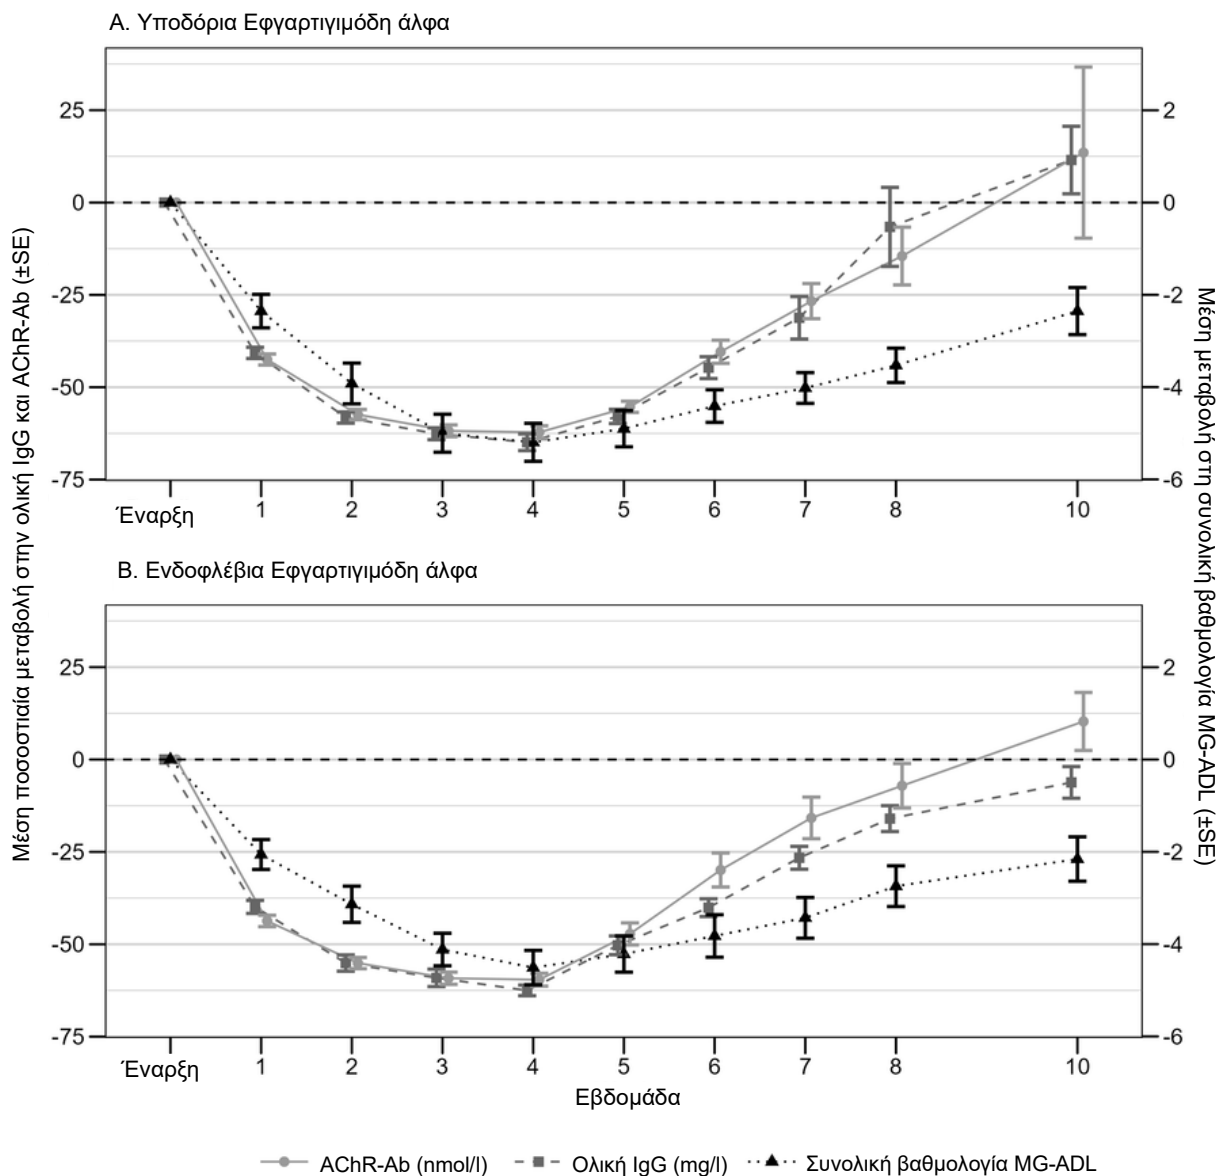 Α. Υποδόρια Εφγαρτιγιμόδη άλφα
Μέση ποσοστιαία μεταβολή στην ολική IgG και AChR-Ab (±SE)
25
0
-25
-50
-75
2
0
-2
-4
-6
Έναρξη 1 2 3 4 5 6 7 8 10
Μέση μεταβολή στη συνολική βαθμολογία MG-ADL (±SE)
Β. Ενδοφλέβια Εφγαρτιγιμόδη άλφα
25
0
-25
-50
-75
2
0
-2
-4
-6
Έναρξη 1 2 3 4 5 6 7 8 10
Εβδομάδα
AChR-Ab (nmol/l) Ολική IgG (mg/l) Συνολική βαθμολογία MG-ADL